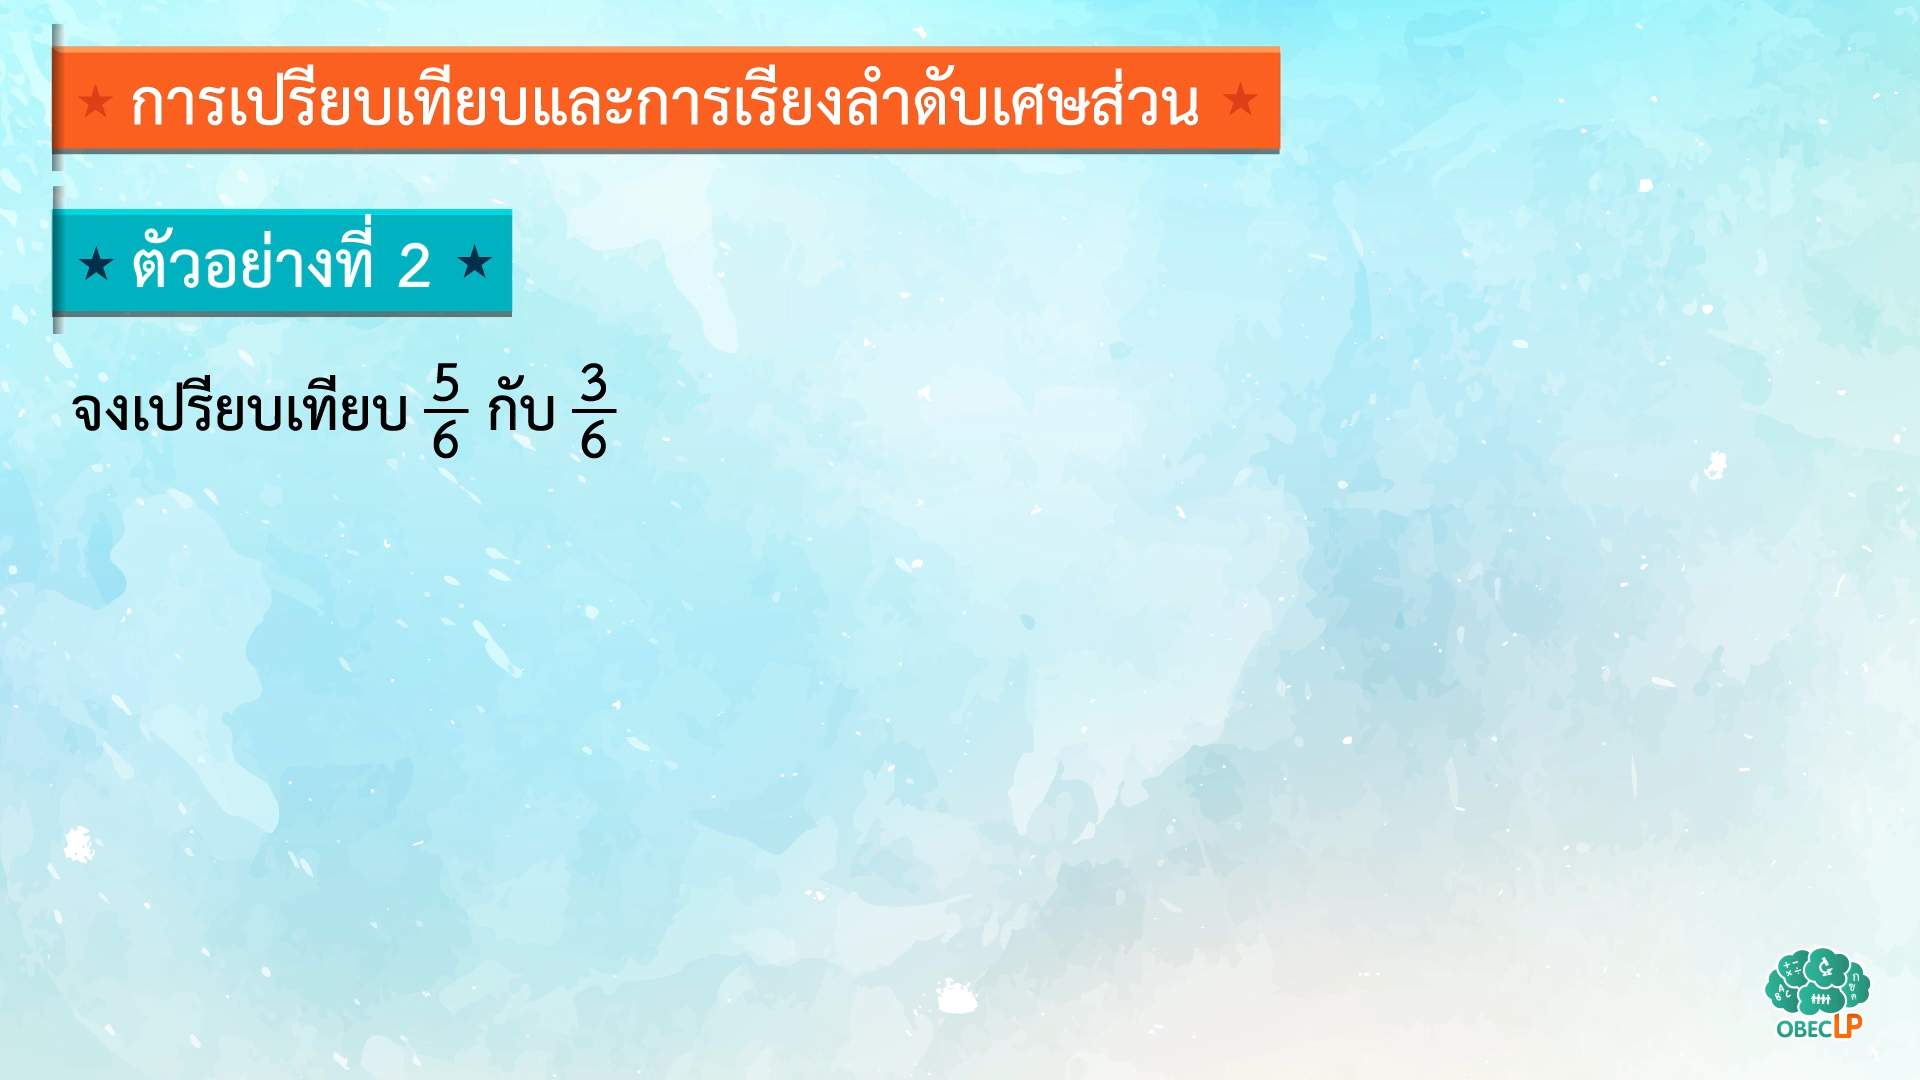 การเปรียบเทียบและการเรียงลำดับเศษส่วน
ตัวอย่างที่ 2
จงเปรียบเทียบ 5/6 กับ 3/6
OBECLP